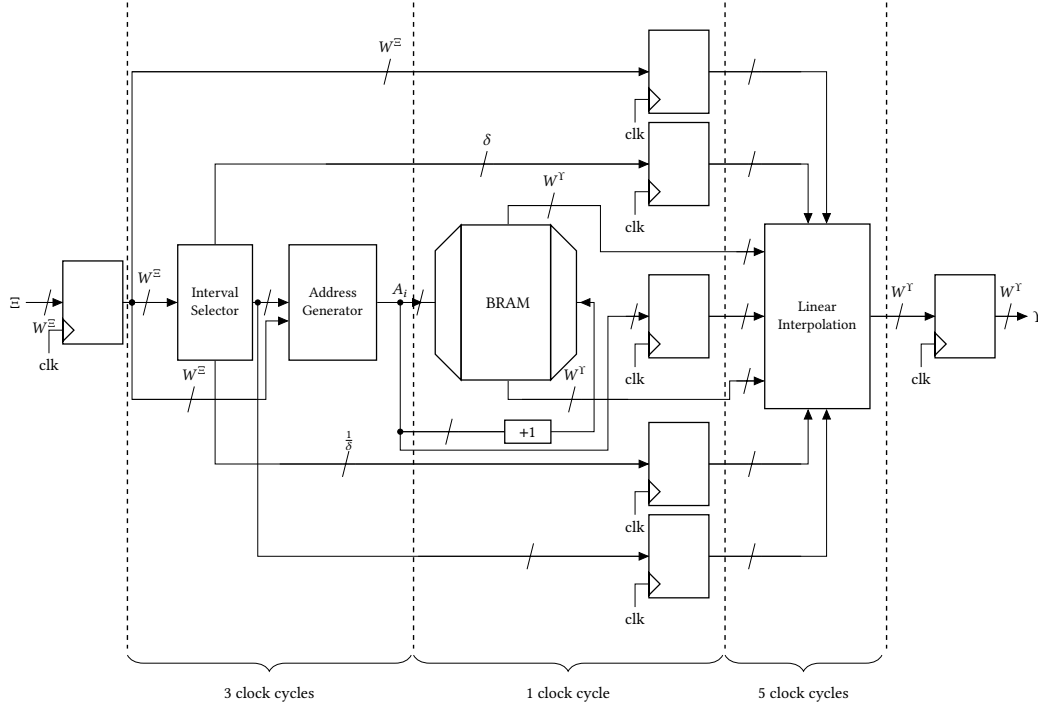 W^Ξ
clk
δ
clk
W^Υ
Ξ
W^Ξ
clk
W^Ξ
Interval
Selector
Address
Generator
A_i
BRAM
clk
Linear
Interpolation
W^Υ
clk
W^Υ
Υ
W^Ξ
W^Υ
+1
1/δ
clk
clk
3 clock cycles
1 clock cycle
5 clock cycles